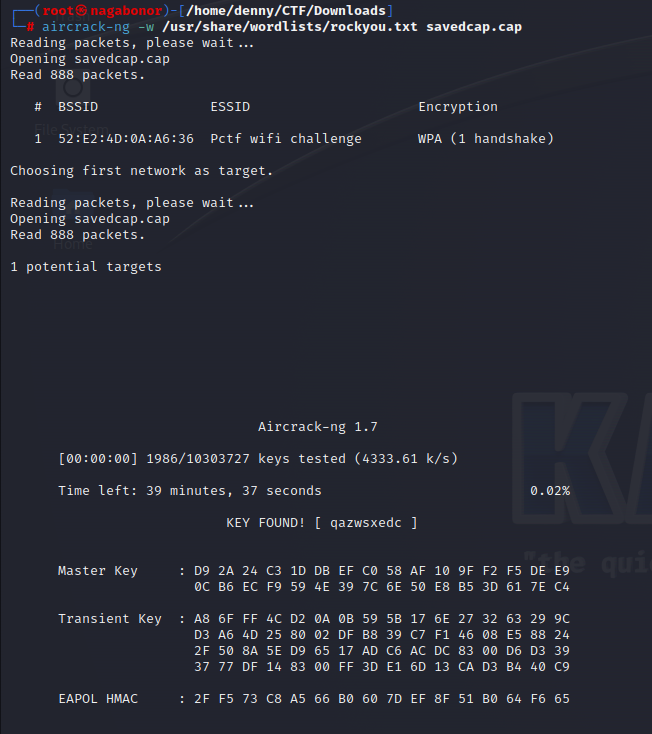 ┌──(root㉿nagabonor)-[/home/denny/CTF/Downloads]
└─# aircrack-ng -w /usr/share/wordlists/rockyou.txt savedcap.cap
Reading packets, please wait...
Opening savedcap.cap
Read 888 packets.
# BSSID ESSID Encryption
File System
1 52:E2:4D:0A:A6:36 Pctf wifi challenge WPA (1 handshake)
Choosing first network as target.
Reading packets, please wait...
Opening savedcap.cap
Read 888 packets.
Home
1 potential targets
Aircrack-ng 1.7
[00:00:00] 1986/10303727 keys tested (4333.61 k/s)
Time left: 39 minutes, 37 seconds 0.02%
KEY FOUND! [ qazwsxedc ]
"the qui
Master Key : D9 2A 24 C3 1D DB EF C0 58 AF 10 9F F2 F5 DE E9
0C B6 EC F9 59 4E 39 7C 6E 50 E8 B5 3D 61 7E C4
Transient Key : A8 6F FF 4C D2 0A 0B 59 5B 17 6E 27 32 63 29 9C
D3 A6 4D 25 80 02 DF B8 39 C7 F1 46 08 E5 88 24
2F 50 8A 5E D9 65 17 AD C6 AC DC 83 00 D6 D3 39
37 77 DF 14 83 00 FF 3D E1 6D 13 CA D3 B4 40 C9
EAPOL HMAC : 2F F5 73 C8 A5 66 B0 60 7D EF 8F 51 B0 64 F6 65